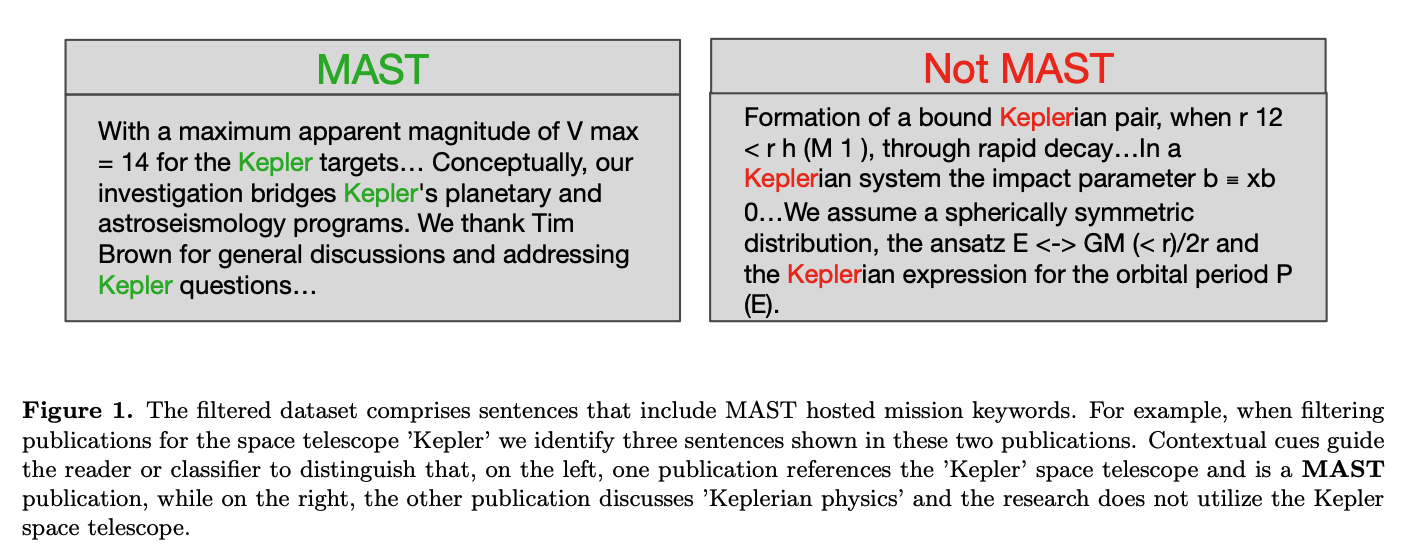 MAST
With a maximum apparent magnitude of V max
= 14 for the Kepler targets… Conceptually, our
investigation bridges Kepler's planetary and
astroseismology programs. We thank Tim
Brown for general discussions and addressing
Kepler questions…
Not MAST
Formation of a bound Keplerian pair, when r 12
< r h (M 1 ), through rapid decay…In a
Keplerian system the impact parameter b ≡ xb
0…We assume a spherically symmetric
distribution, the ansatz E <-> GM (< r)/2r and
the Keplerian expression for the orbital period P
(E).
Figure 1. The filtered dataset comprises sentences that include MAST hosted mission keywords. For example, when filtering
publications for the space telescope ’Kepler’ we identify three sentences shown in these two publications. Contextual cues guide
the reader or classifier to distinguish that, on the left, one publication references the ’Kepler’ space telescope and is a MAST
publication, while on the right, the other publication discusses ’Keplerian physics’ and the research does not utilize the Kepler
space telescope.